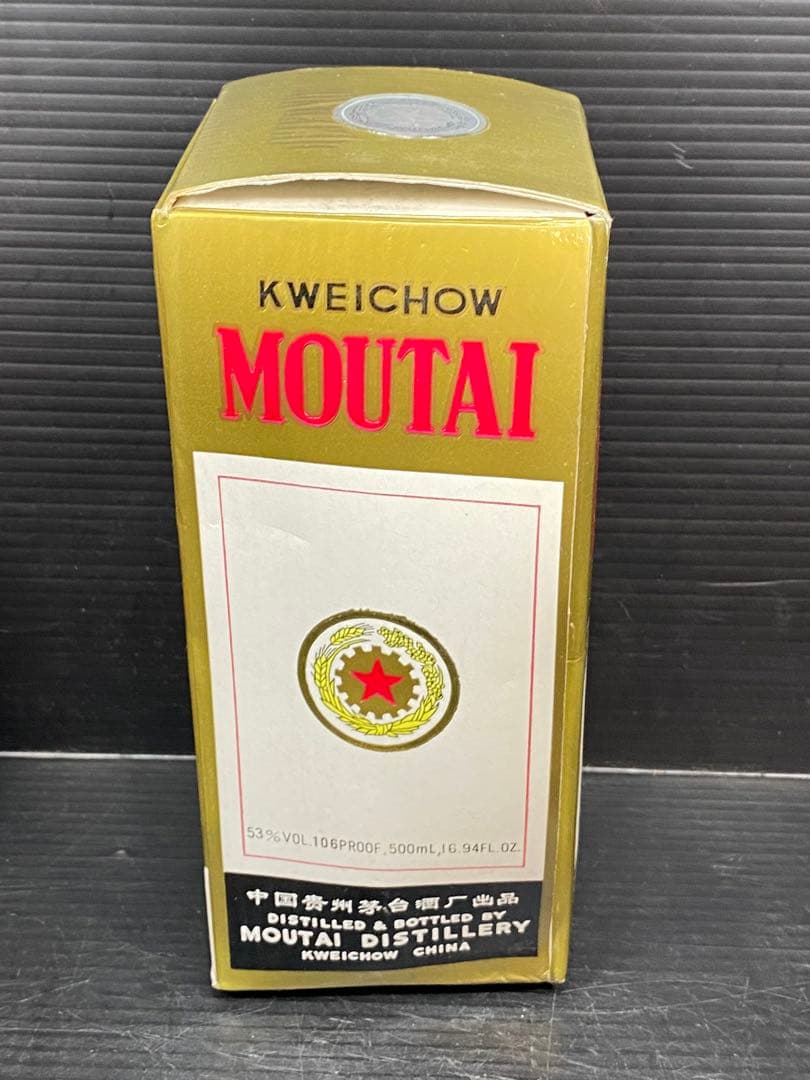 KWEICHOW
MOUTAI
53%VOL.106PROOF,500mL,16.94FL.OZ.
中国贵州茅台酒厂出品
DISTILLED & BOTTLED BY
MOUTAI DISTILLERY
KWEICHOW CHINA